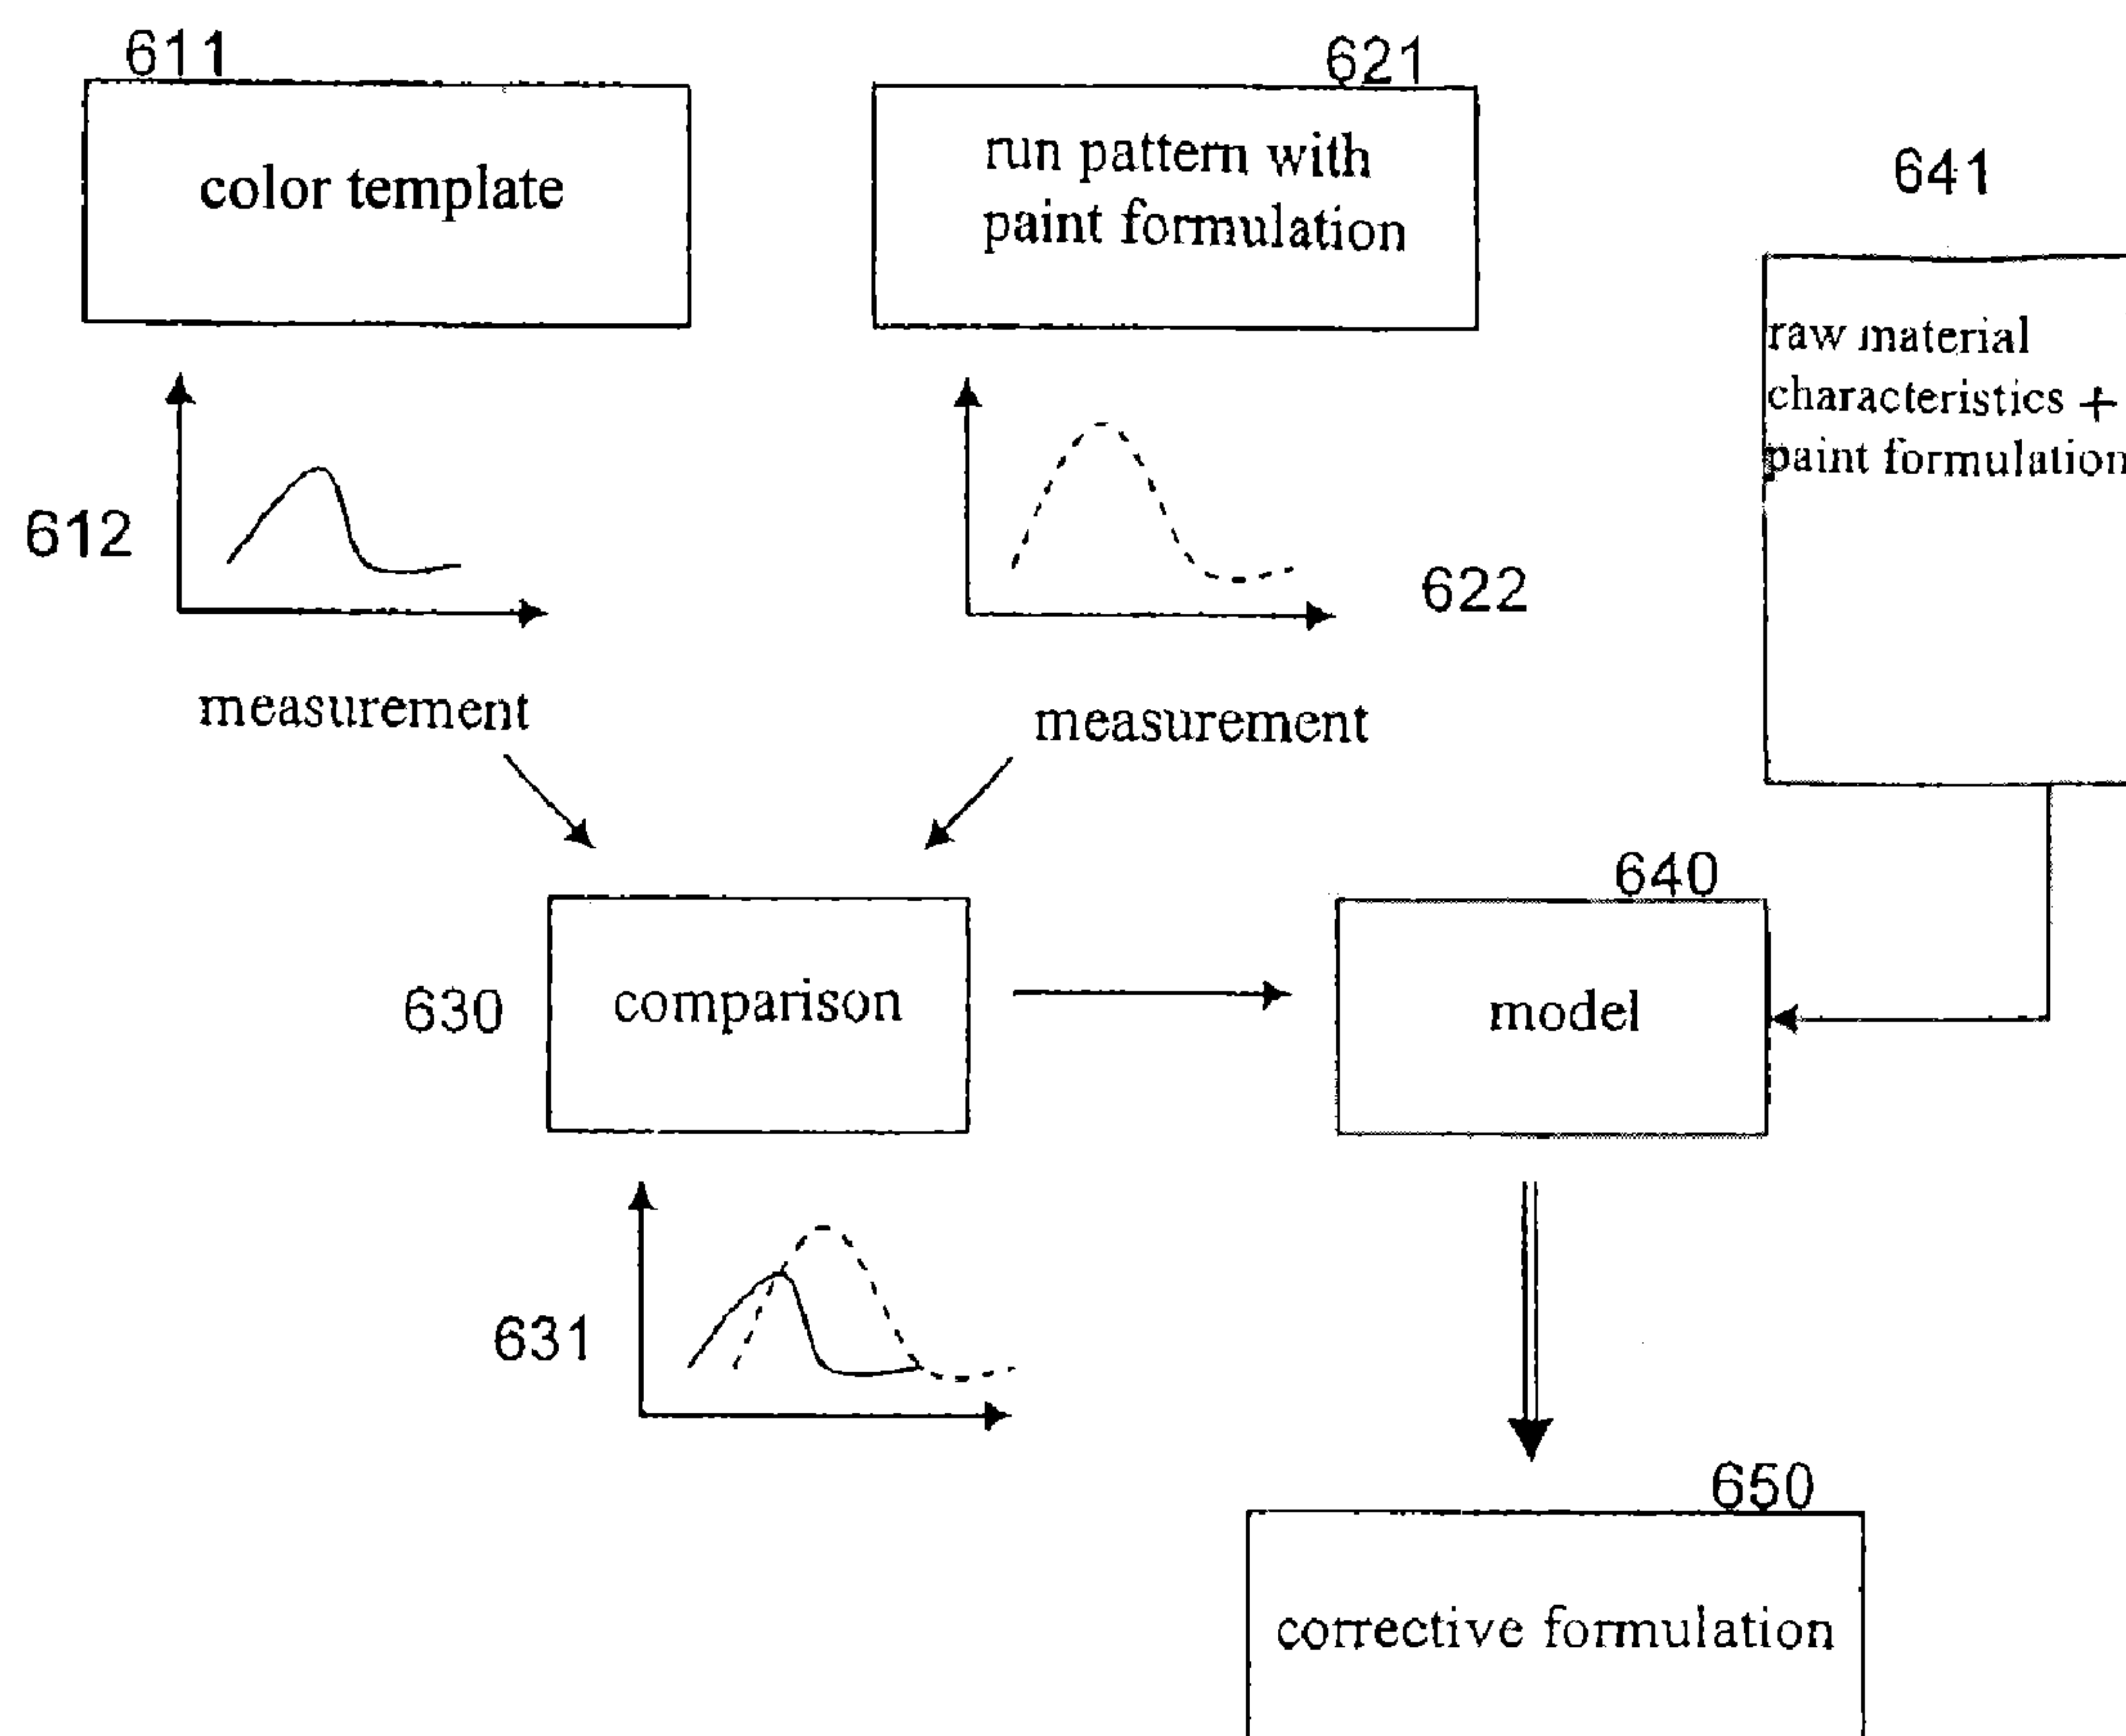 611
color template
621
run pattern with
paint formulation
641
raw material
characteristics +
paint formulation
612
622
measurement
measurement
630
comparison
640
model
631
650
corrective formulation